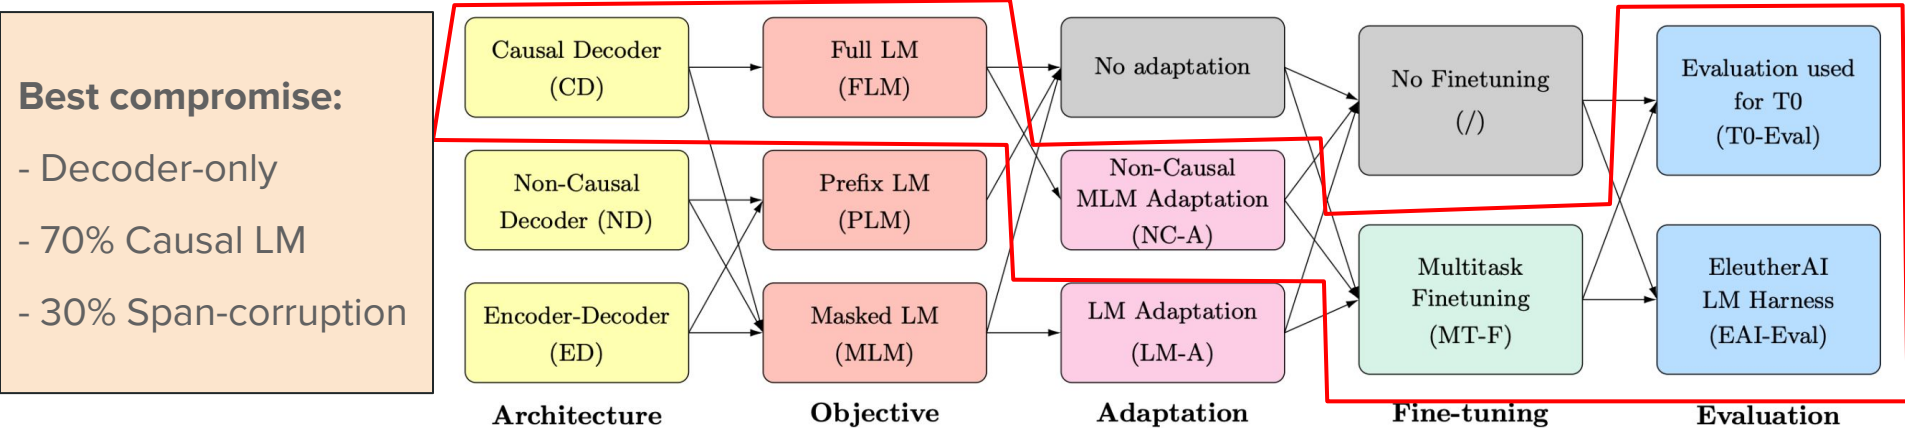 Best compromise:
- Decoder-only
- 70% Causal LM
- 30% Span-corruption
Causal Decoder
(CD)
Non-Causal
Decoder (ND)
Encoder-Decoder
(ED)
Architecture
Full LM
(FLM)
Prefix LM
(PLM)
Masked LM
(MLM)
Objective
No adaptation
Non-Causal
MLM Adaptation
(NC-A)
LM Adaptation
(LM-A)
Adaptation
No Finetuning
(/)
Multitask
Finetuning
(MT-F)
Fine-tuning
Evaluation used
for T0
(T0-Eval)
EleutherAI
LM Harness
(EAI-Eval)
Evaluation